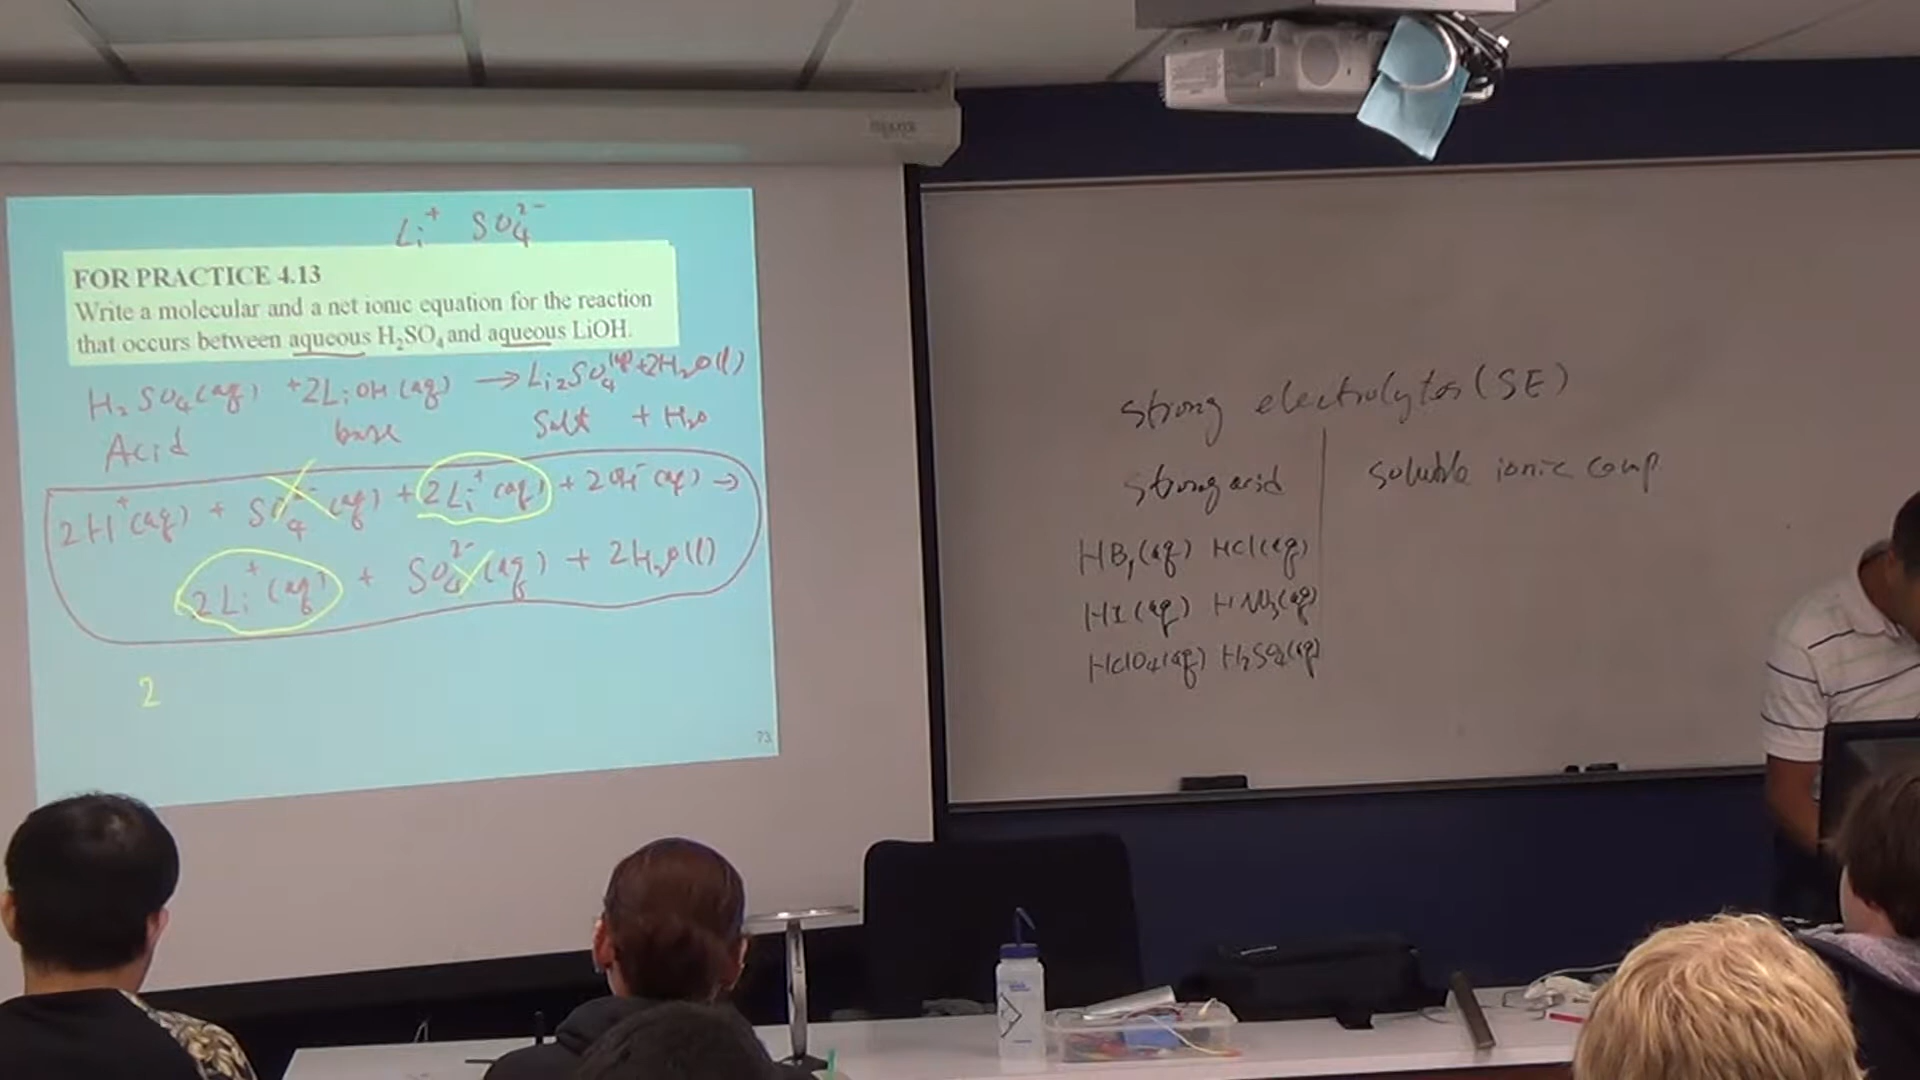 Li⁺ SO₄²⁻
FOR PRACTICE 4.13
Write a molecular and a net ionic equation for the reaction
that occurs between aqueous H₂SO₄ and aqueous LiOH.
H₂SO₄(aq) + 2LiOH(aq) → Li₂SO₄(aq) + 2H₂O(l)
Acid base Salt + H₂O
2H⁺(aq) + SO₄²⁻(aq) + 2Li⁺(aq) + 2OH⁻(aq) →
2Li⁺(aq) + SO₄²⁻(aq) + 2H₂O(l)
2
73
strong electrolytes (SE)
strong acid soluble ionic comp
HBr(aq) HCl(aq)
HI(aq) HNO₃(aq)
HClO₄(aq) H₂SO₄(aq)